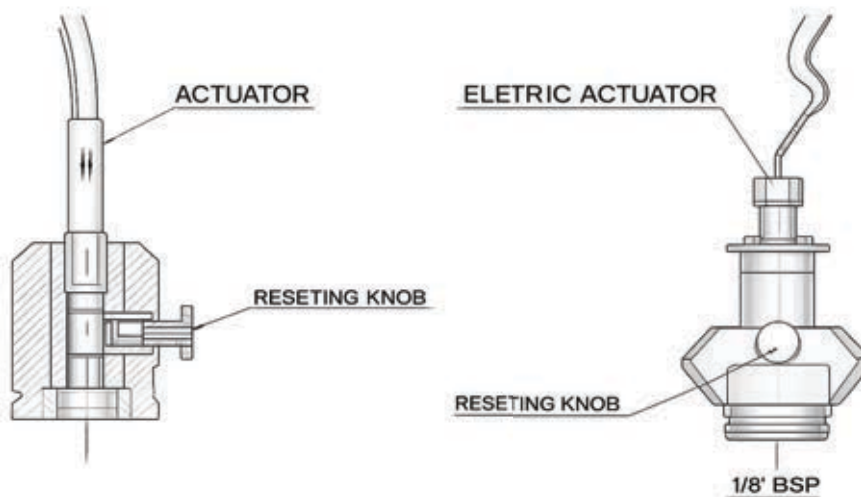 ACTUATOR
ELETRIC ACTUATOR
RESETING KNOB
RESETING KNOB
1/8' BSP